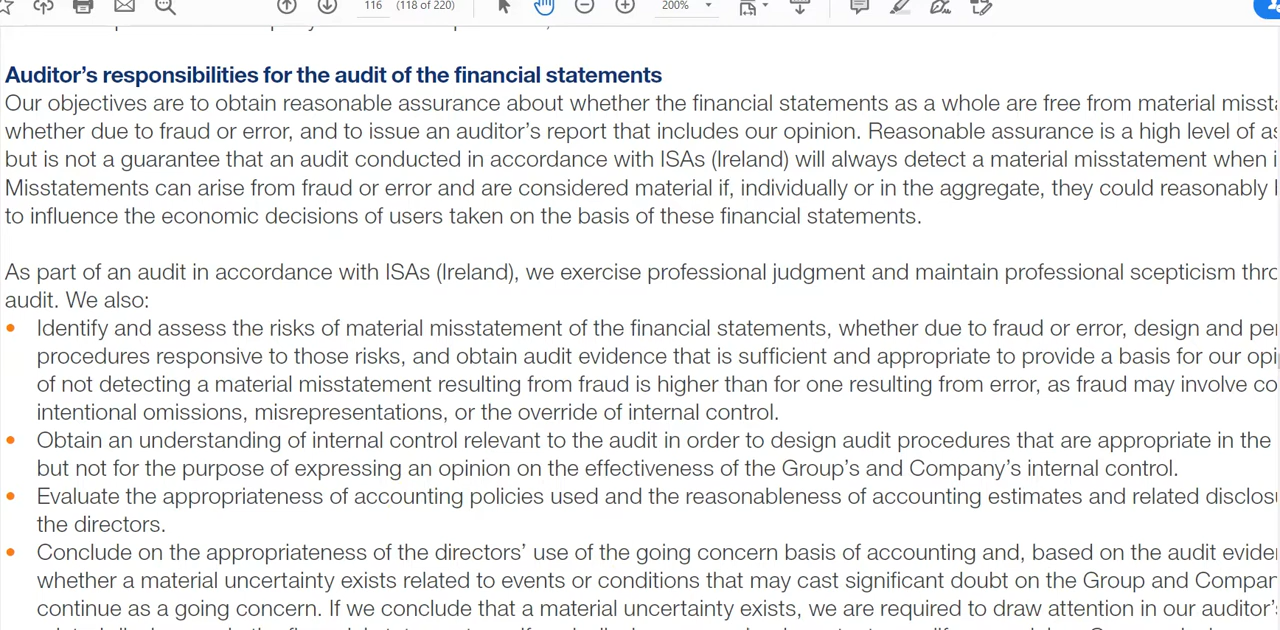 116 (118 of 220) 200%
Auditor's responsibilities for the audit of the financial statements
Our objectives are to obtain reasonable assurance about whether the financial statements as a whole are free from material
whether due to fraud or error, and to issue an auditor's report that includes our opinion. Reasonable assurance is a high level of
but is not a guarantee that an audit conducted in accordance with ISAs (Ireland) will always detect a material misstatement when
Misstatements can arise from fraud or error and are considered material if, individually or in the aggregate, they could reasonably
to influence the economic decisions of users taken on the basis of these financial statements.
As part of an audit in accordance with ISAs (Ireland), we exercise professional judgment and maintain professional scepticism
audit. We also:
• Identify and assess the risks of material misstatement of the financial statements, whether due to fraud or error, design and
procedures responsive to those risks, and obtain audit evidence that is sufficient and appropriate to provide a basis for our
of not detecting a material misstatement resulting from fraud is higher than for one resulting from error, as fraud may involve
intentional omissions, misrepresentations, or the override of internal control.
• Obtain an understanding of internal control relevant to the audit in order to design audit procedures that are appropriate in the
but not for the purpose of expressing an opinion on the effectiveness of the Group's and Company's internal control.
• Evaluate the appropriateness of accounting policies used and the reasonableness of accounting estimates and related
the directors.
• Conclude on the appropriateness of the directors' use of the going concern basis of accounting and, based on the audit
whether a material uncertainty exists related to events or conditions that may cast significant doubt on the Group and
continue as a going concern. If we conclude that a material uncertainty exists, we are required to draw attention in our auditor's